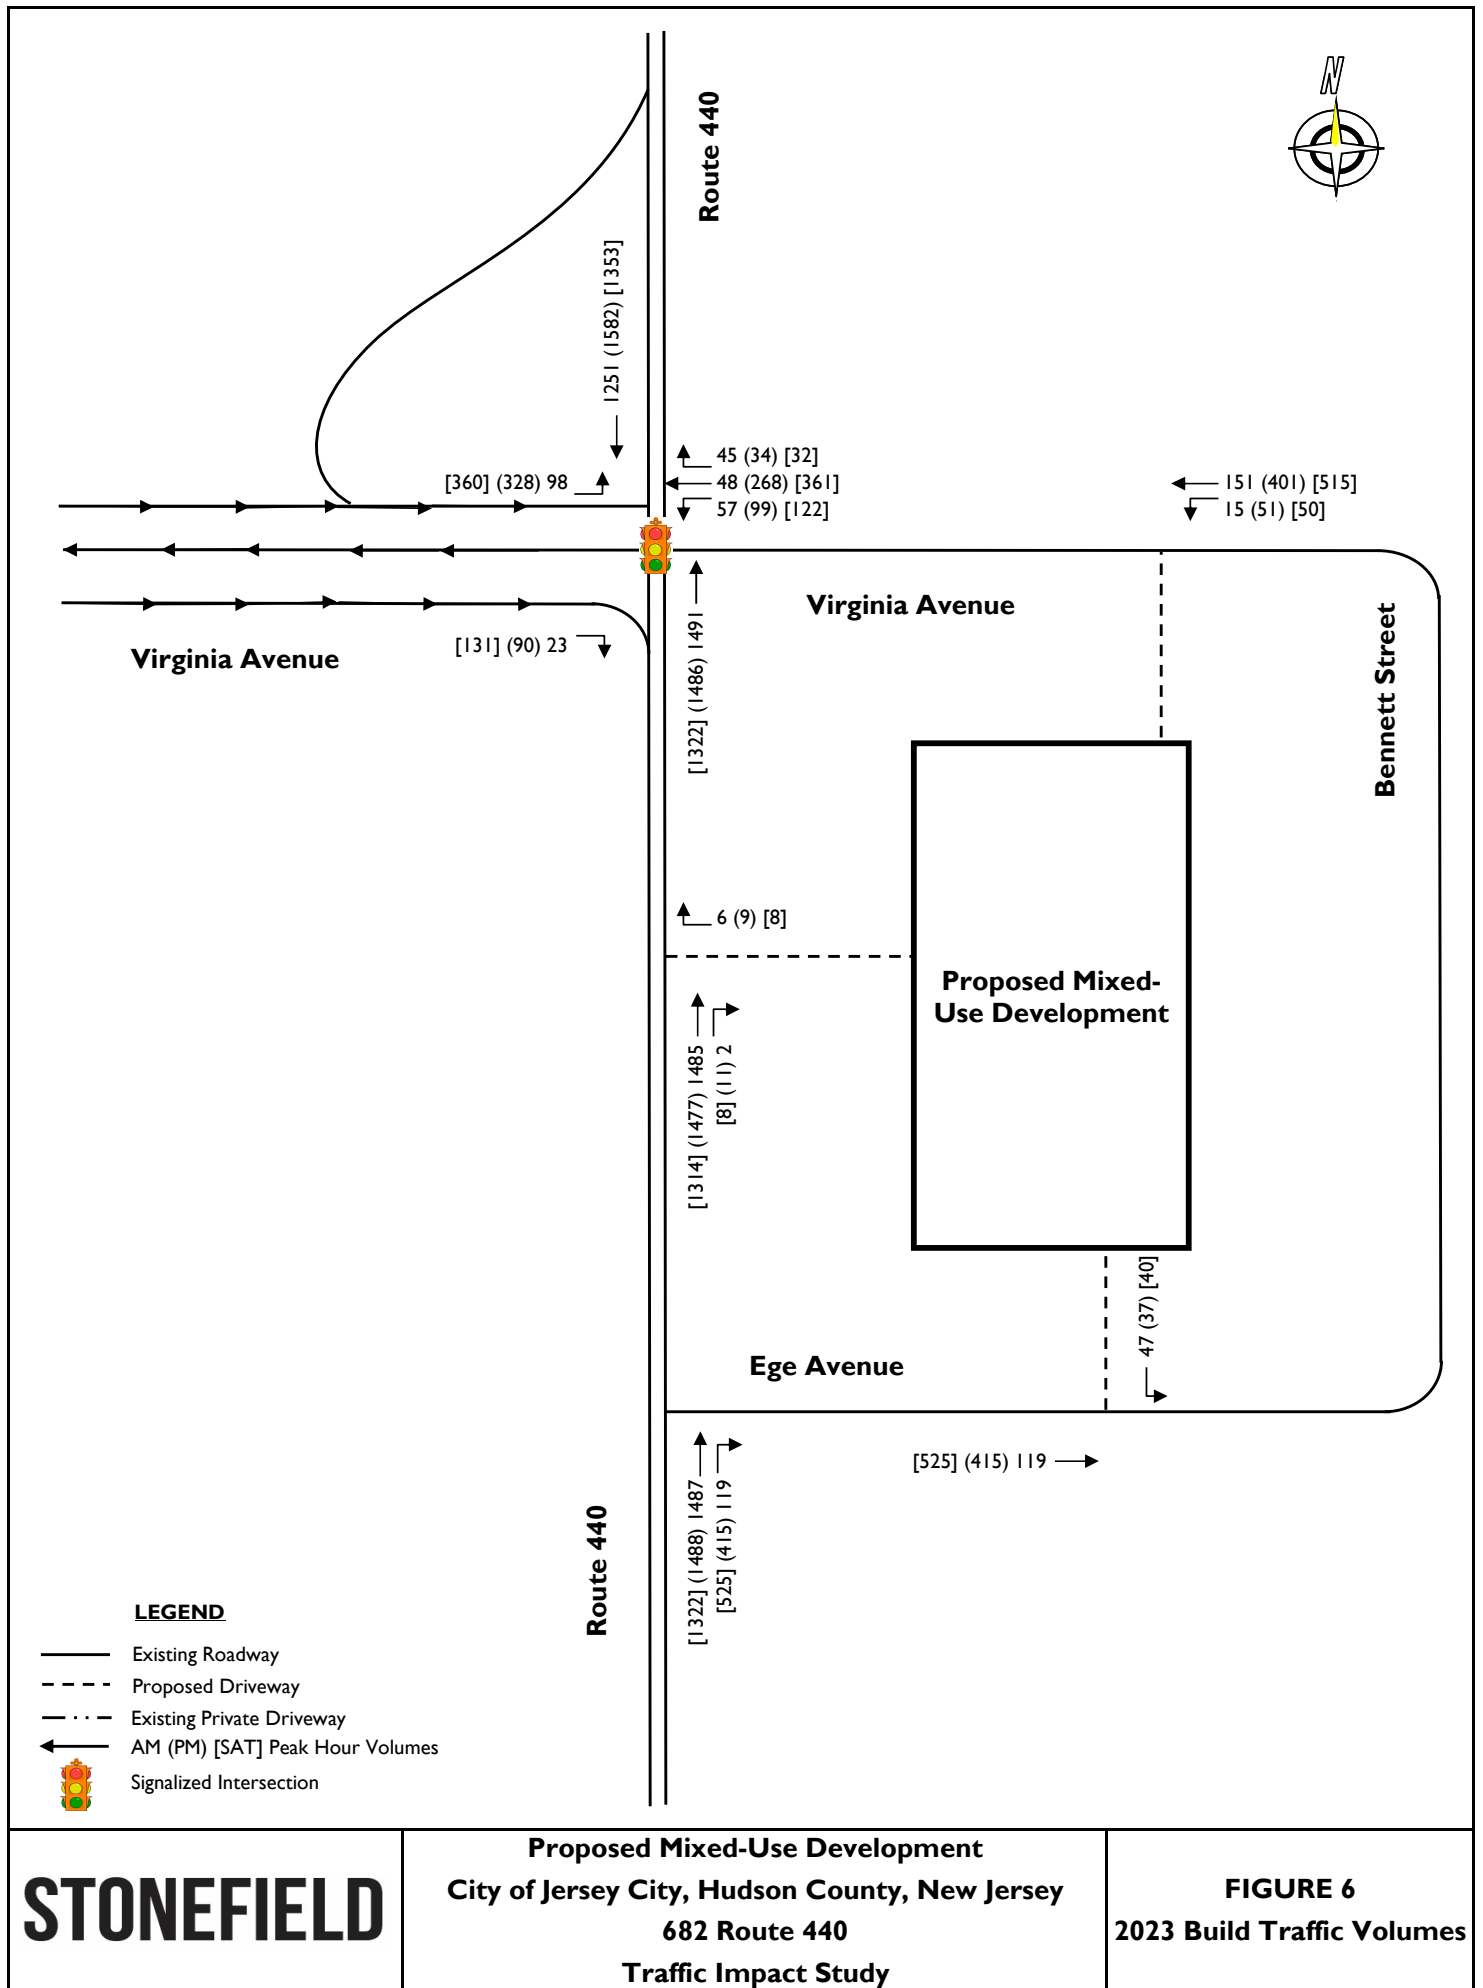 N
Route 440
1251 (1582) [1353]
[360] (328) 98
45 (34) [32]
48 (268) [361]
57 (99) [122]
151 (401) [515]
15 (51) [50]
Virginia Avenue
Virginia Avenue
[131] (90) 23
[1322] (1486) 1491
Bennett Street
6 (9) [8]
Proposed Mixed-
Use Development
[1314] (1477) 1485
[8] (11) 2
47 (37) [40]
Ege Avenue
[525] (415) 119
[1322] (1488) 1487
[525] (415) 119
Route 440
LEGEND
Existing Roadway
Proposed Driveway
Existing Private Driveway
AM (PM) [SAT] Peak Hour Volumes
Signalized Intersection
STONEFIELD
Proposed Mixed-Use Development
City of Jersey City, Hudson County, New Jersey
682 Route 440
Traffic Impact Study
FIGURE 6
2023 Build Traffic Volumes